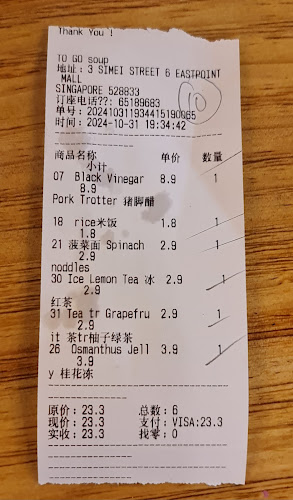 Thank You !
TO GO soup
地址：3 SIMEI STREET 6 EASTPOINT
MALL
SINGAPORE 528833
订座电话??: 65189683
单号：20241031193441519006​5
时间：2024-10-31 19:34:42
商品名称 单价 数量
小计
07 Black Vinegar 8.9 1
8.9
Pork Trotter 猪脚醋
18 rice米饭 1.8 1
1.8
21 菠菜面 Spinach 2.9 1
2.9
noddles
30 Ice Lemon Tea 冰 2.9 1
2.9
红茶
31 Tea tr Grapefru 2.9 1
2.9
it 茶tr柚子绿茶
26 Osmanthus Jell 3.9 1
3.9
y 桂花冻
原价：23.3 总数：6
现价：23.3 支付：VISA:23.3
实收：23.3 找零：0
10